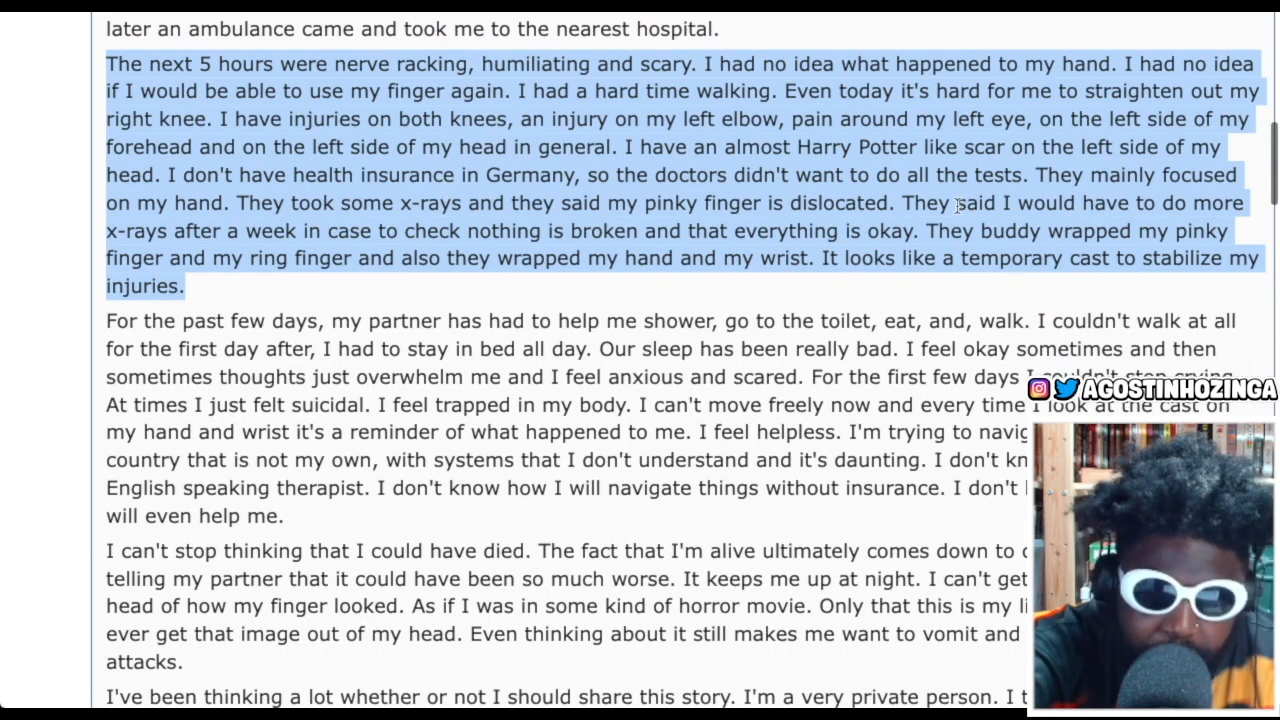 later an ambulance came and took me to the nearest hospital.
The next 5 hours were nerve racking, humiliating and scary. I had no idea what happened to my hand. I had no idea
if I would be able to use my finger again. I had a hard time walking. Even today it's hard for me to straighten out my
right knee. I have injuries on both knees, an injury on my left elbow, pain around my left eye, on the left side of my
forehead and on the left side of my head in general. I have an almost Harry Potter like scar on the left side of my
head. I don't have health insurance in Germany, so the doctors didn't want to do all the tests. They mainly focused
on my hand. They took some x-rays and they said my pinky finger is dislocated. They said I would have to do more
x-rays after a week in case to check nothing is broken and that everything is okay. They buddy wrapped my pinky
finger and my ring finger and also they wrapped my hand and my wrist. It looks like a temporary cast to stabilize my
injuries.
For the past few days, my partner has had to help me shower, go to the toilet, eat, and, walk. I couldn't walk at all
for the first day after, I had to stay in bed all day. Our sleep has been really bad. I feel okay sometimes and then
sometimes thoughts just overwhelm me and I feel anxious and scared. For the first few days I couldn't stop crying.
AGOSTINHOZINGA
At times I just felt suicidal. I feel trapped in my body. I can't move freely now and every time I look at the cast on
my hand and wrist it's a reminder of what happened to me. I feel helpless. I'm trying to navig
country that is not my own, with systems that I don't understand and it's daunting. I don't kn
English speaking therapist. I don't know how I will navigate things without insurance. I don't
will even help me.
I can't stop thinking that I could have died. The fact that I'm alive ultimately comes down to
telling my partner that it could have been so much worse. It keeps me up at night. I can't get
head of how my finger looked. As if I was in some kind of horror movie. Only that this is my li
ever get that image out of my head. Even thinking about it still makes me want to vomit and
attacks.
I've been thinking a lot whether or not I should share this story. I'm a very private person. I t